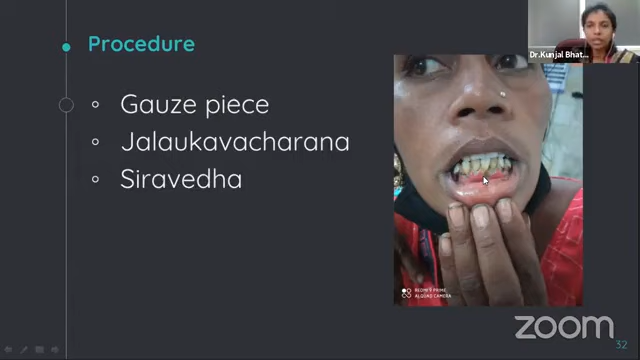 Procedure
Dr.Kunjal Bhat...
Gauze piece
Jalaukavacharana
Siravedha
REDMI 9 PRIME
AI QUAD CAMERA
zoom
32